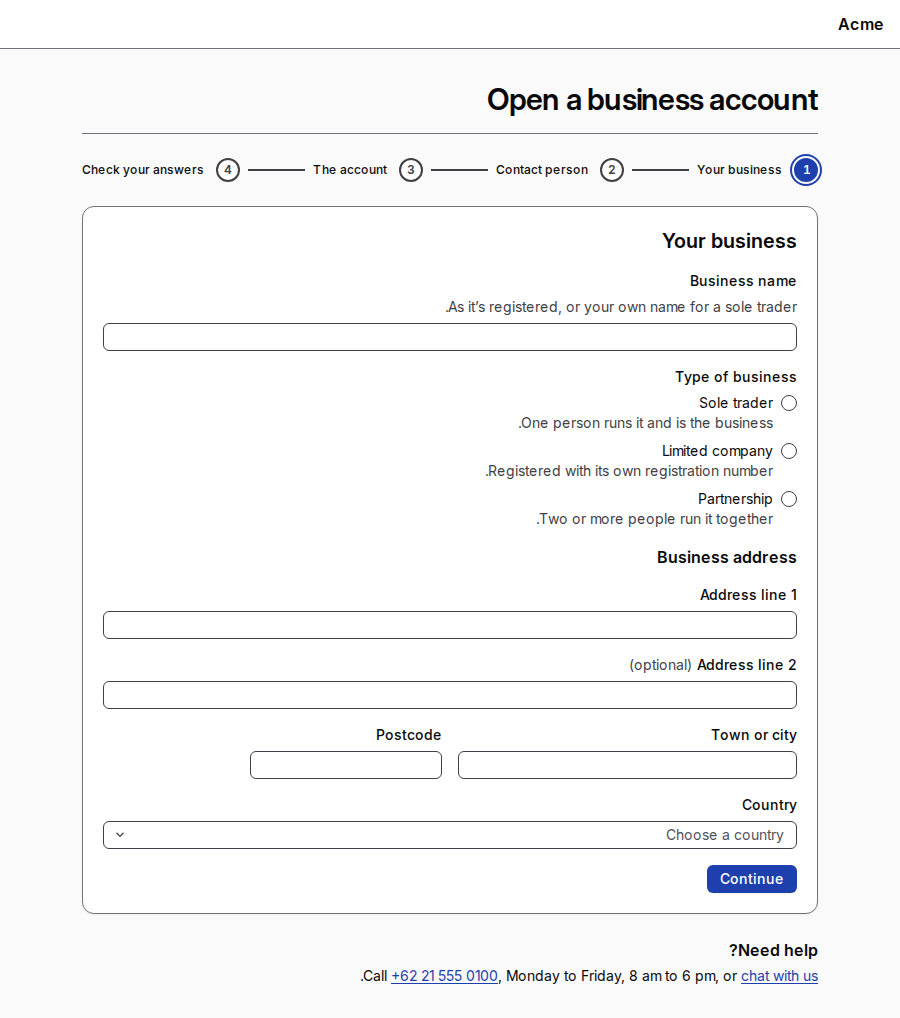 Acme
Open a business account
1 Your business
2 Contact person
3 The account
4 Check your answers
Your business
Business name
.As it’s registered, or your own name for a sole trader
Type of business
Sole trader
.One person runs it and is the business
Limited company
.Registered with its own registration number
Partnership
.Two or more people run it together
Business address
Address line 1
(optional) Address line 2
Town or city
Postcode
Country
Choose a country
Continue
?Need help
.Call +62 21 555 0100, Monday to Friday, 8 am to 6 pm, or chat with us